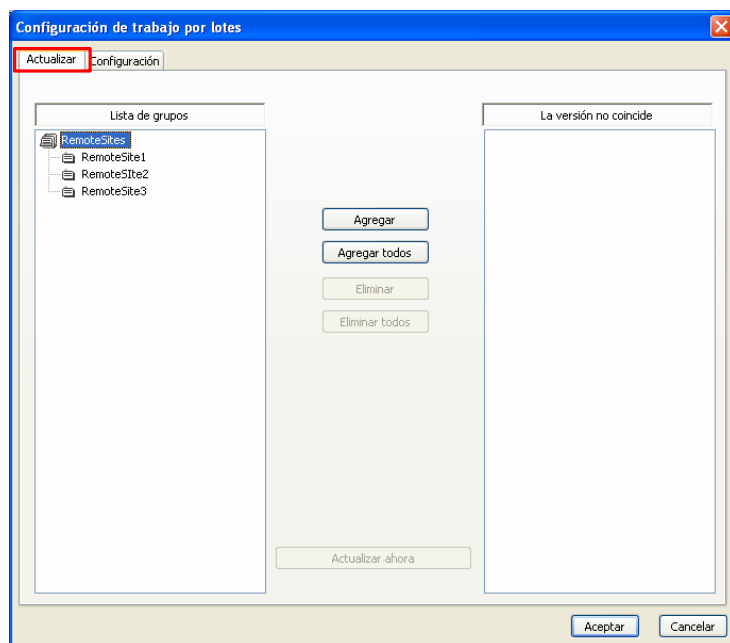 Configuración de trabajo por lotes
Actualizar Configuración
Lista de grupos
La versión no coincide
RemoteSites
RemoteSite1
RemoteSIte2
RemoteSite3
Agregar
Agregar todos
Eliminar
Eliminar todos
Actualizar ahora
Aceptar Cancelar